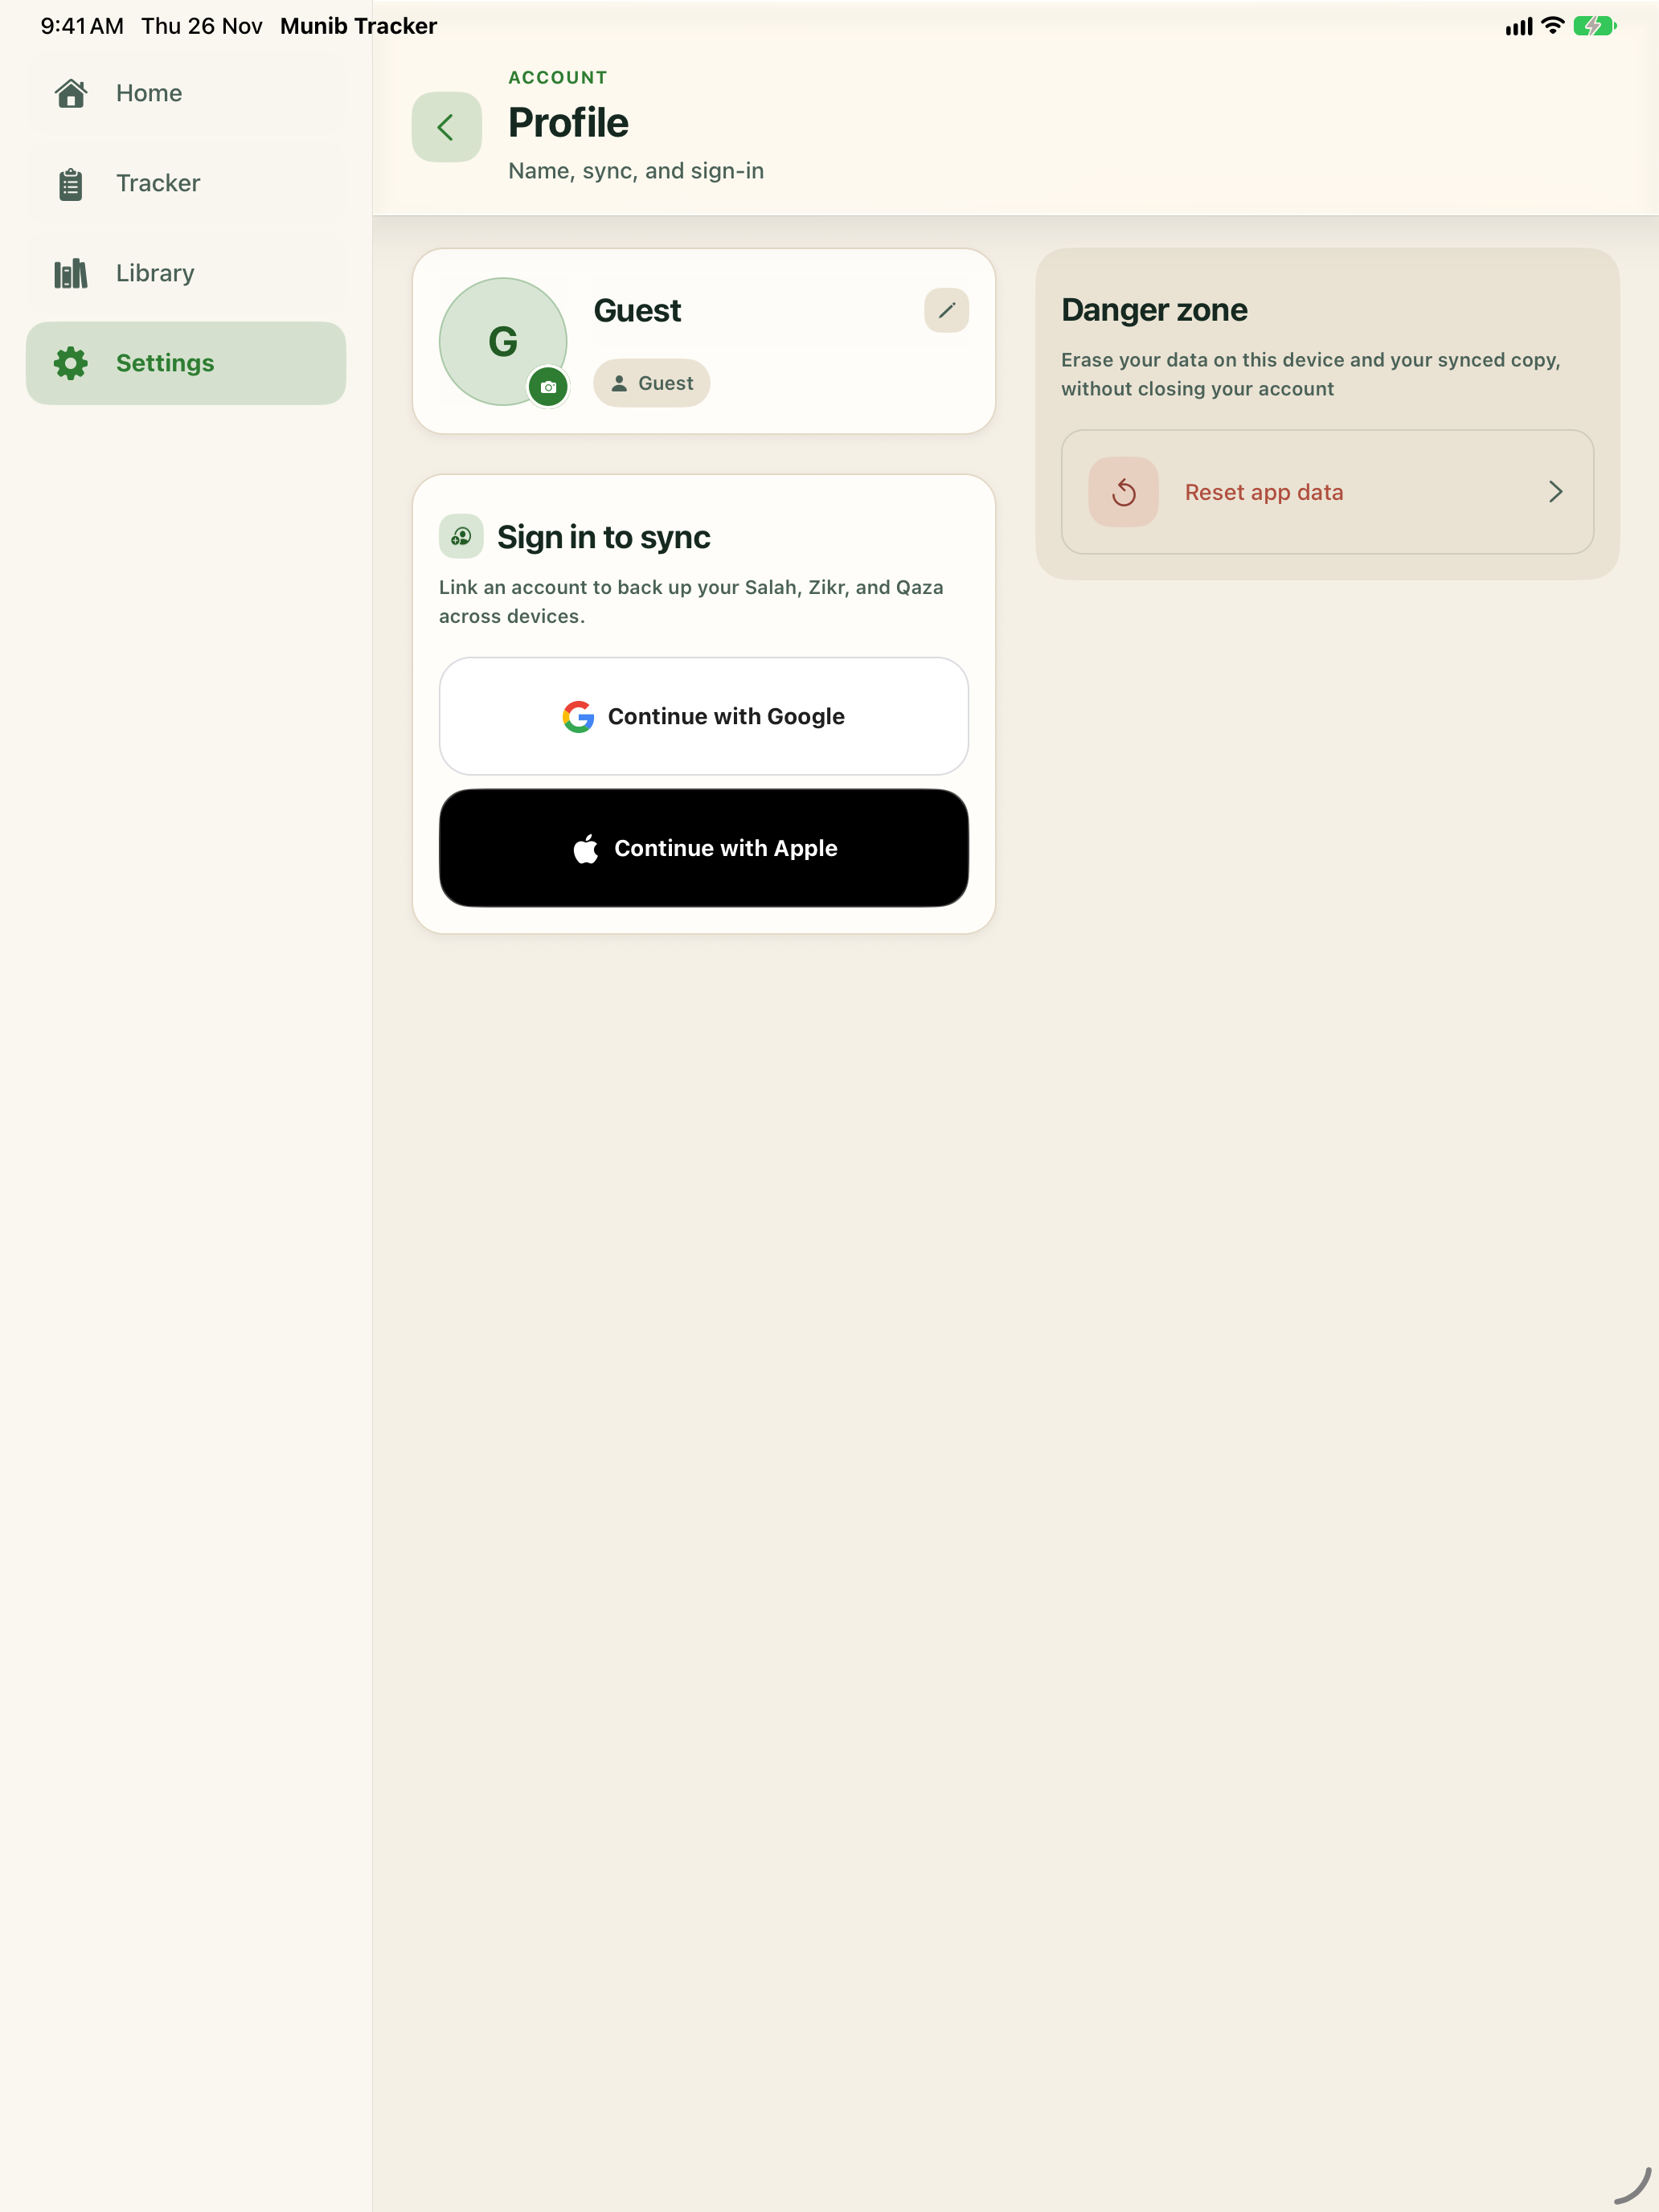 9:41 AM Thu 26 Nov Munib Tracker
Home
Tracker
Library
Settings
ACCOUNT
Profile
Name, sync, and sign-in
G
Guest
Guest
Sign in to sync
Link an account to back up your Salah, Zikr, and Qaza
across devices.
Continue with Google
Continue with Apple
Danger zone
Erase your data on this device and your synced copy,
without closing your account
Reset app data